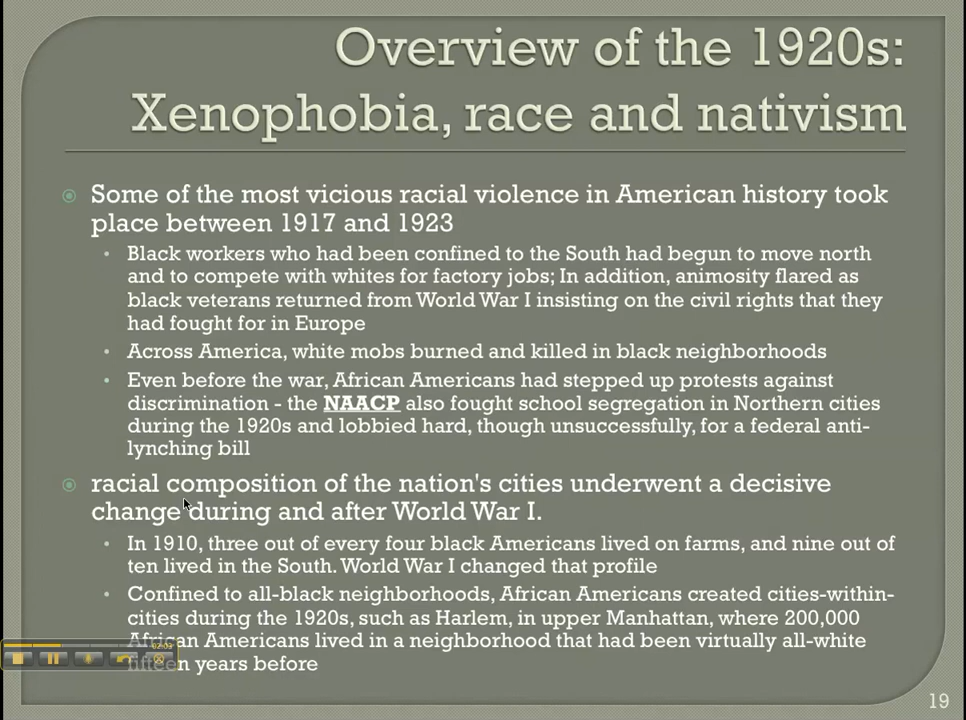 Overview of the 1920s:
Xenophobia, race and nativism
Some of the most vicious racial violence in American history took
place between 1917 and 1923
Black workers who had been confined to the South had begun to move north
and to compete with whites for factory jobs; In addition, animosity flared as
black veterans returned from World War I insisting on the civil rights that they
had fought for in Europe
Across America, white mobs burned and killed in black neighborhoods
Even before the war, African Americans had stepped up protests against
discrimination - the NAACP also fought school segregation in Northern cities
during the 1920s and lobbied hard, though unsuccessfully, for a federal anti-
lynching bill
racial composition of the nation's cities underwent a decisive
change during and after World War I.
In 1910, three out of every four black Americans lived on farms, and nine out of
ten lived in the South. World War I changed that profile
Confined to all-black neighborhoods, African Americans created cities-within-
cities during the 1920s, such as Harlem, in upper Manhattan, where 200,000
African Americans lived in a neighborhood that had been virtually all-white
fifteen years before
19